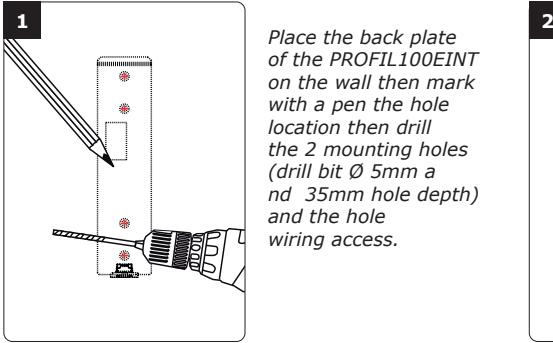 1
Place the back plate
of the PROFIL100EINT
on the wall then mark
with a pen the hole
location then drill
the 2 mounting holes
(drill bit Ø 5mm a
nd  35mm hole depth)
and the hole
wiring access.
2